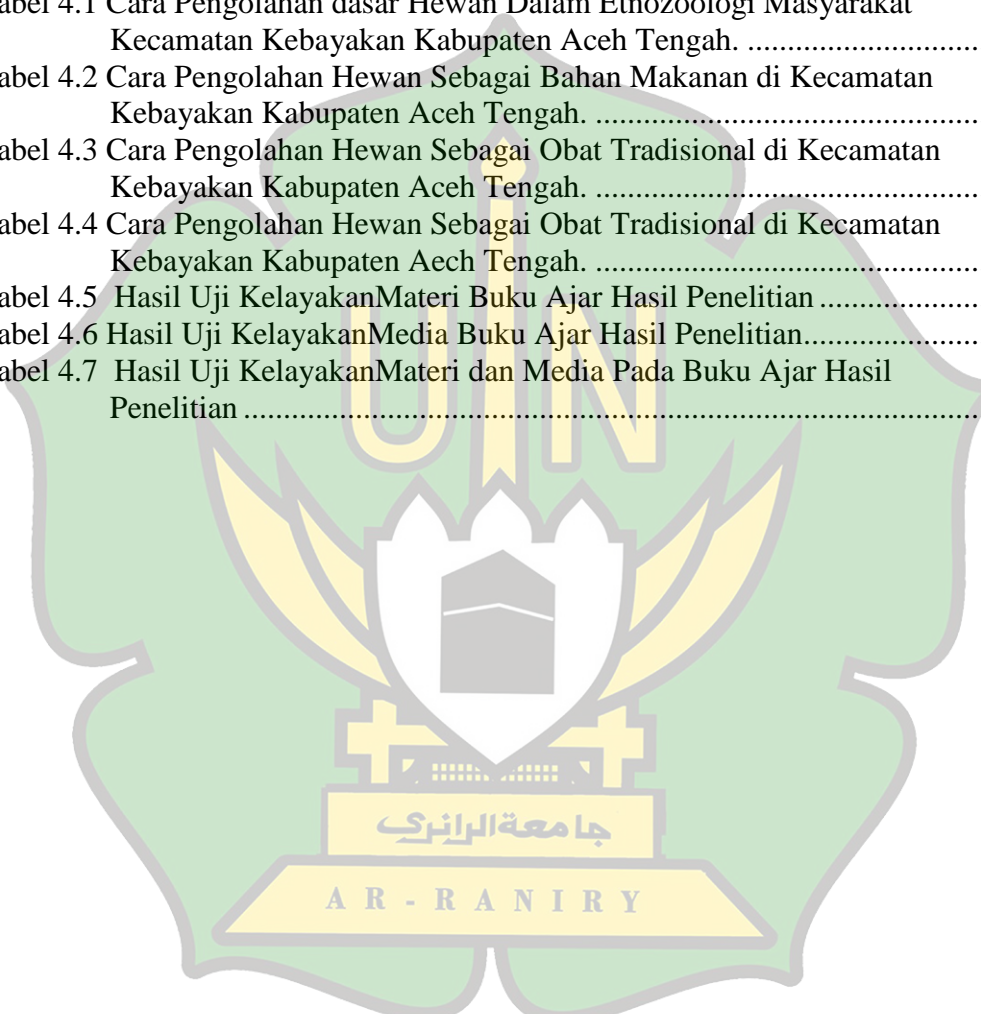 abel 4.1 Cara Pengolahan dasar Hewan Dalam Etnozoologi Masyarakat
Kecamatan Kebayakan Kabupaten Aceh Tengah. ..............................
abel 4.2 Cara Pengolahan Hewan Sebagai Bahan Makanan di Kecamatan
Kebayakan Kabupaten Aceh Tengah. .................................................
abel 4.3 Cara Pengolahan Hewan Sebagai Obat Tradisional di Kecamatan
Kebayakan Kabupaten Aceh Tengah. .................................................
abel 4.4 Cara Pengolahan Hewan Sebagai Obat Tradisional di Kecamatan
Kebayakan Kabupaten Aech Tengah. .................................................
abel 4.5 Hasil Uji KelayakanMateri Buku Ajar Hasil Penelitian ....................
abel 4.6 Hasil Uji KelayakanMedia Buku Ajar Hasil Penelitian......................
abel 4.7 Hasil Uji KelayakanMateri dan Media Pada Buku Ajar Hasil
Penelitian .............................................................................................
UIN
جامعةالرانري
AR-RANIRY